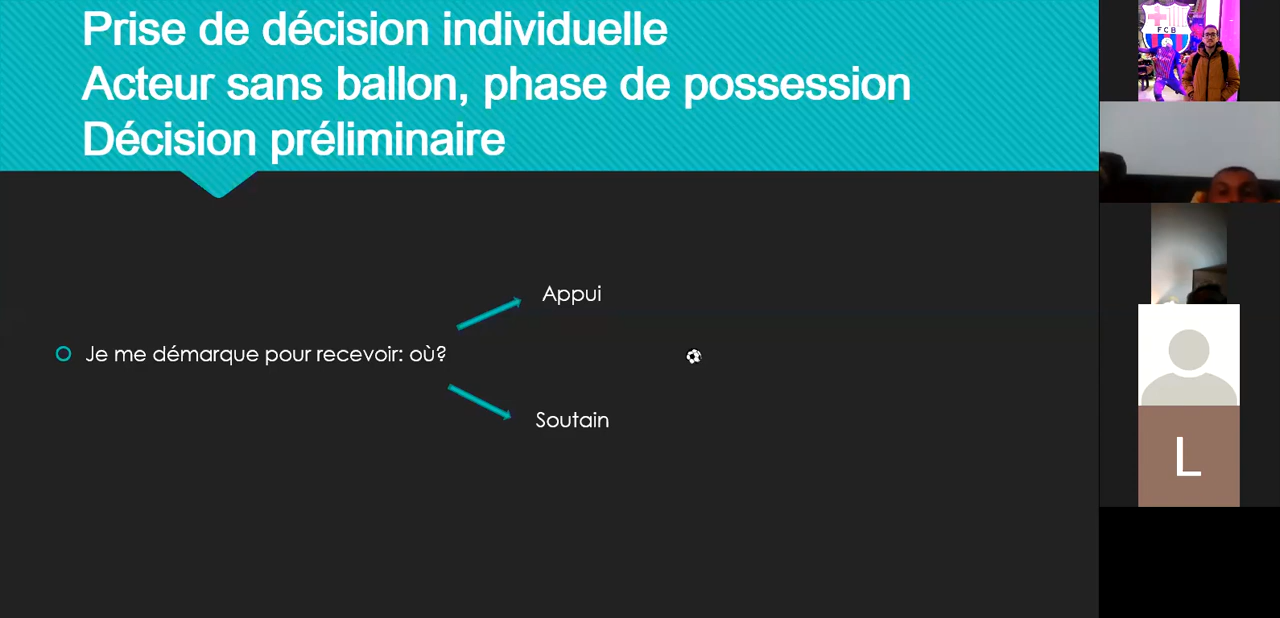 Prise de décision individuelle
Acteur sans ballon, phase de possession
Décision préliminaire
Appui
Je me démarque pour recevoir: où?
Soutain
FCB
L